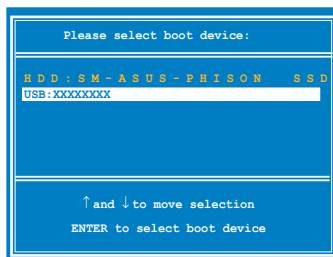 Please select boot device:
HDD:SM-ASUS-PHISON SSD
USB:XXXXXXXX
↑and ↓to move selection
ENTER to select boot device